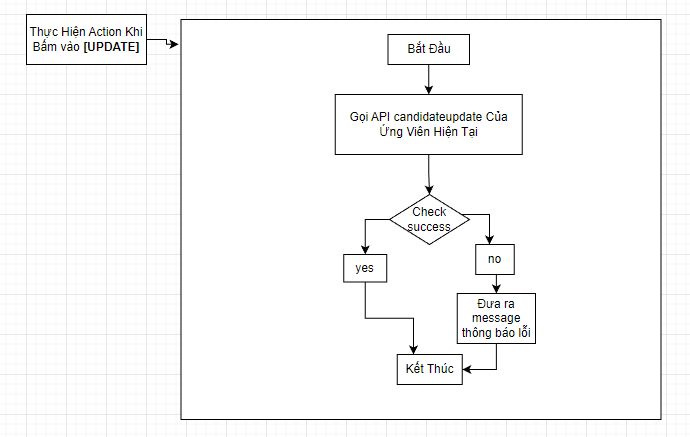 Thực Hiện Action Khi
Bấm vào [UPDATE]
Bắt Đầu
Gọi API candidateupdate Của
Ứng Viên Hiện Tại
Check
success
yes
no
Đưa ra
message
thông báo lỗi
Kết Thúc